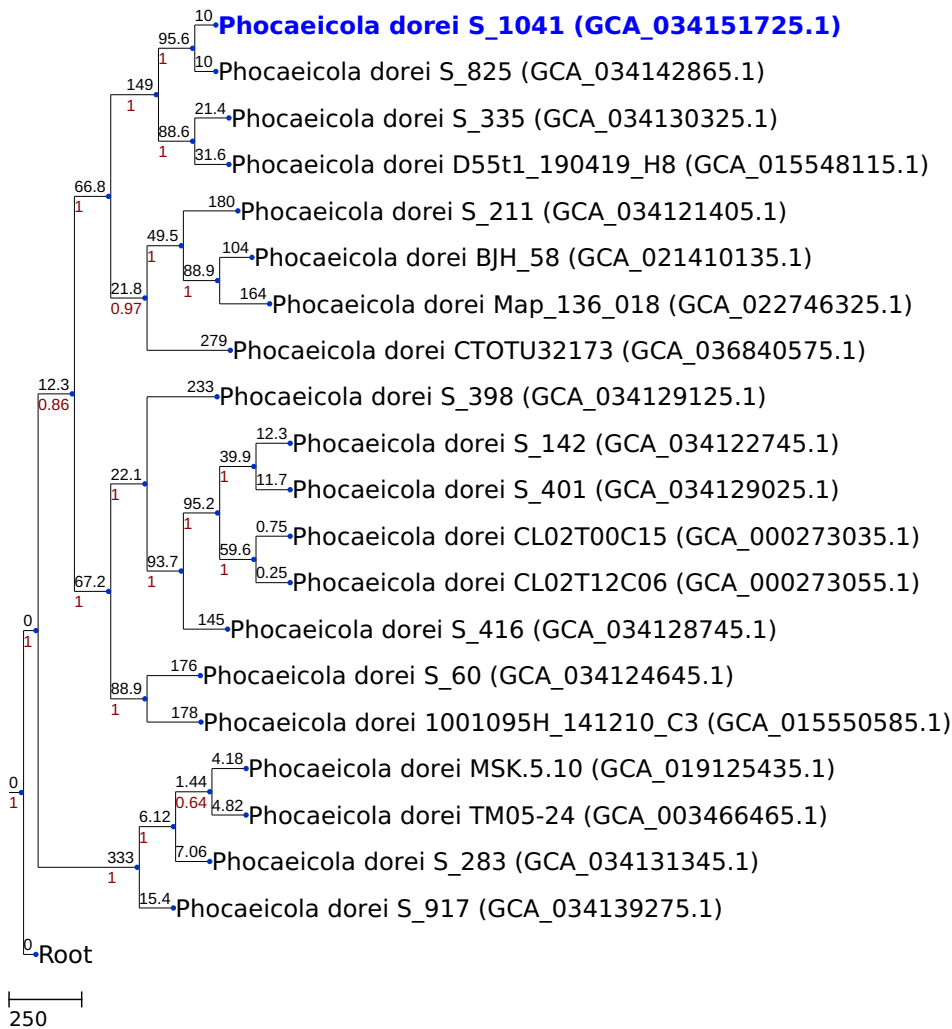 10
Phocaeicola dorei S_1041 (GCA_034151725.1)
95.6
1
10
Phocaeicola dorei S_825 (GCA_034142865.1)
149
1
21.4
Phocaeicola dorei S_335 (GCA_034130325.1)
88.6
1
31.6
Phocaeicola dorei D55t1_190419_H8 (GCA_015548115.1)
66.8
1
180
Phocaeicola dorei S_211 (GCA_034121405.1)
49.5
1
104
Phocaeicola dorei BJH_58 (GCA_021410135.1)
88.9
1
164
Phocaeicola dorei Map_136_018 (GCA_022746325.1)
21.8
0.97
279
Phocaeicola dorei CTOTU32173 (GCA_036840575.1)
12.3
0.86
233
Phocaeicola dorei S_398 (GCA_034129125.1)
12.3
Phocaeicola dorei S_142 (GCA_034122745.1)
39.9
1
11.7
Phocaeicola dorei S_401 (GCA_034129025.1)
22.1
1
95.2
1
0.75
Phocaeicola dorei CL02T00C15 (GCA_000273035.1)
59.6
1
0.25
Phocaeicola dorei CL02T12C06 (GCA_000273055.1)
93.7
1
67.2
1
145
Phocaeicola dorei S_416 (GCA_034128745.1)
0
1
176
Phocaeicola dorei S_60 (GCA_034124645.1)
88.9
1
178
Phocaeicola dorei 1001095H_141210_C3 (GCA_015550585.1)
4.18
Phocaeicola dorei MSK.5.10 (GCA_019125435.1)
0
1
1.44
0.64
4.82
Phocaeicola dorei TM05-24 (GCA_003466465.1)
6.12
1
7.06
Phocaeicola dorei S_283 (GCA_034131345.1)
333
1
15.4
Phocaeicola dorei S_917 (GCA_034139275.1)
0
Root
250